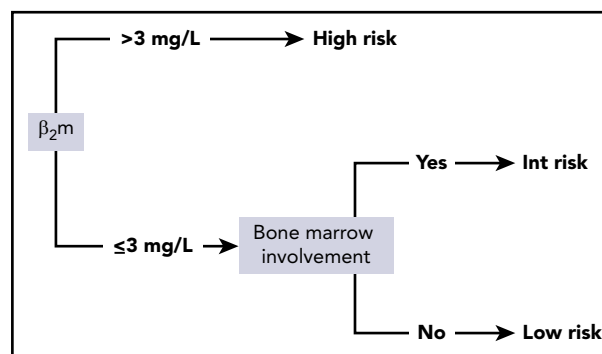 >3 mg/L High risk
β₂m
Yes Int risk
≤3 mg/L Bone marrow
involvement
No Low risk